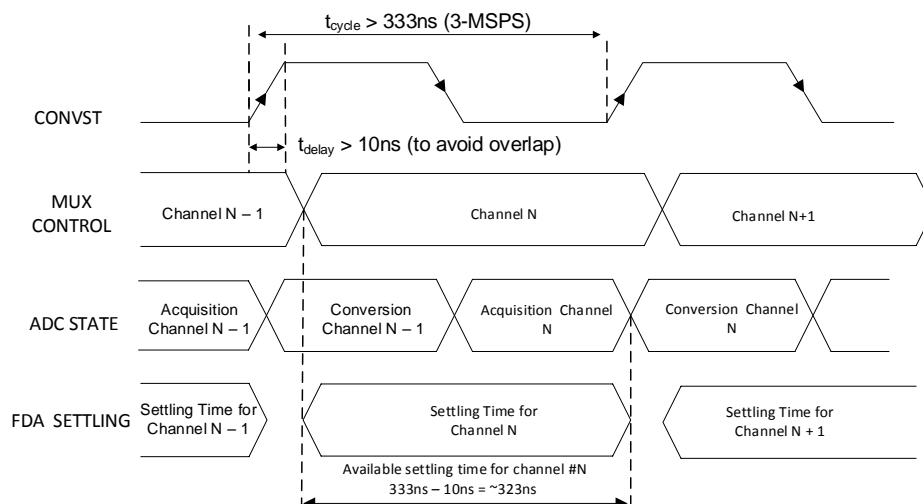 t_cycle > 333ns (3-MSPS)
CONVST
t_delay > 10ns (to avoid overlap)
MUX
CONTROL
Channel N – 1
Channel N
Channel N+1
ADC STATE
Acquisition
Channel N – 1
Conversion
Channel N – 1
Acquisition Channel
N
Conversion Channel
N
FDA SETTLING
Settling Time for
Channel N – 1
Settling Time for
Channel N
Settling Time for
Channel N + 1
Available settling time for channel #N
333ns – 10ns = ~323ns